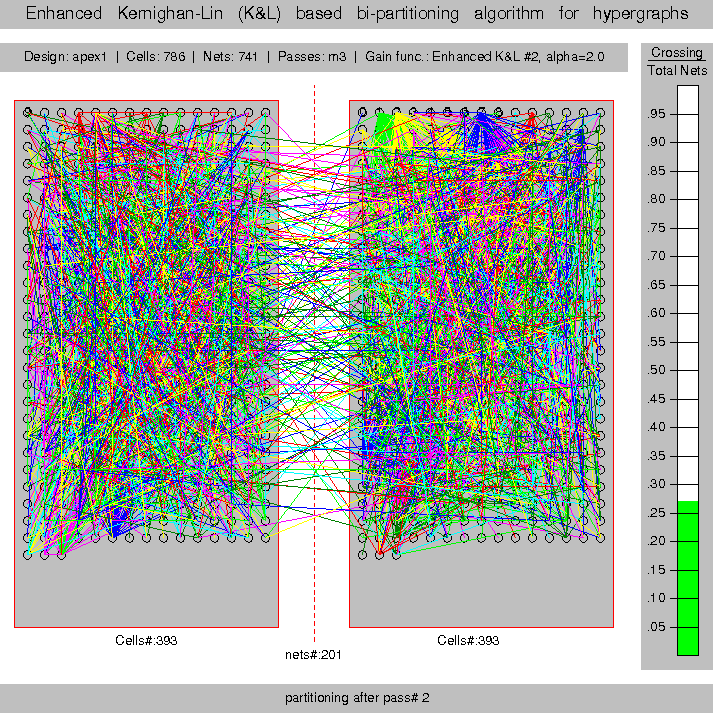 Enhanced Kernighan-Lin (K&L) based bi-partitioning algorithm for hypergraphs
Design: apex1 | Cells: 786 | Nets: 741 | Passes: m3 | Gain func.: Enhanced K&L #2, alpha=2.0
Crossing
Total Nets
.95
.90
.85
.80
.75
.70
.65
.60
.55
.50
.45
.40
.35
.30
.25
.20
.15
.10
.05
Cells#:393
Cells#:393
nets#:201
partitioning after pass# 2